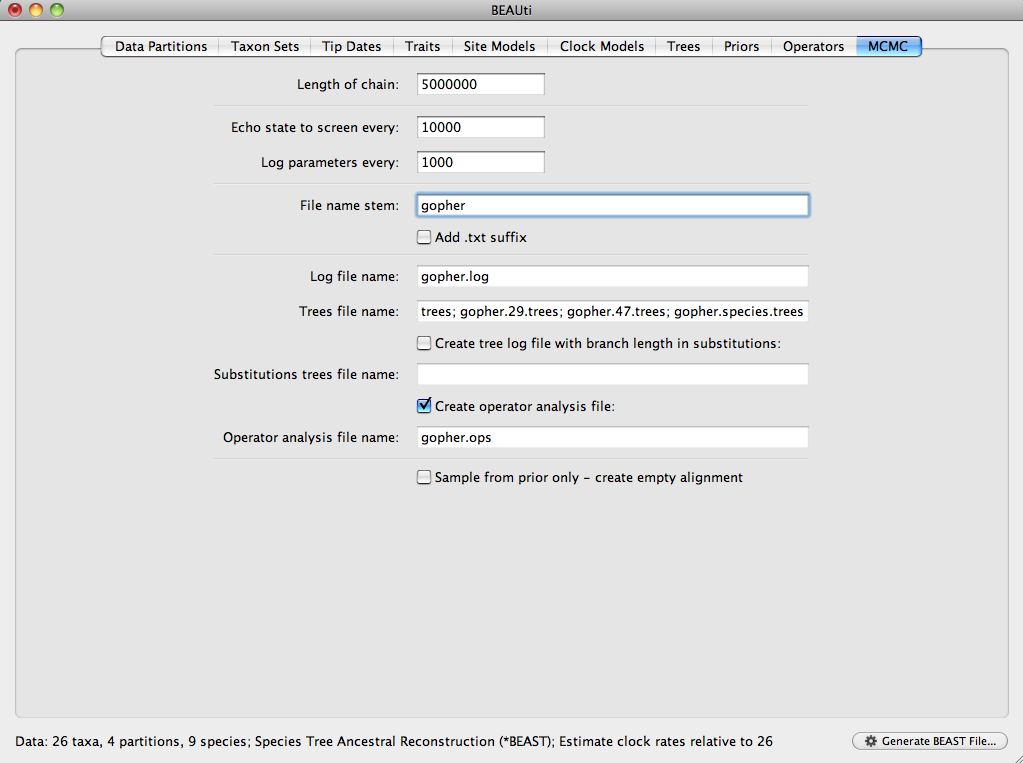 BEAUti
Data Partitions Taxon Sets Tip Dates Traits Site Models Clock Models Trees Priors Operators MCMC
Length of chain: 5000000
Echo state to screen every: 10000
Log parameters every: 1000
File name stem: gopher
Add .txt suffix
Log file name: gopher.log
Trees file name: trees; gopher.29.trees; gopher.47.trees; gopher.species.trees
Create tree log file with branch length in substitutions:
Substitutions trees file name:
Create operator analysis file:
Operator analysis file name: gopher.ops
Sample from prior only - create empty alignment
Data: 26 taxa, 4 partitions, 9 species; Species Tree Ancestral Reconstruction (*BEAST); Estimate clock rates relative to 26 Generate BEAST File...